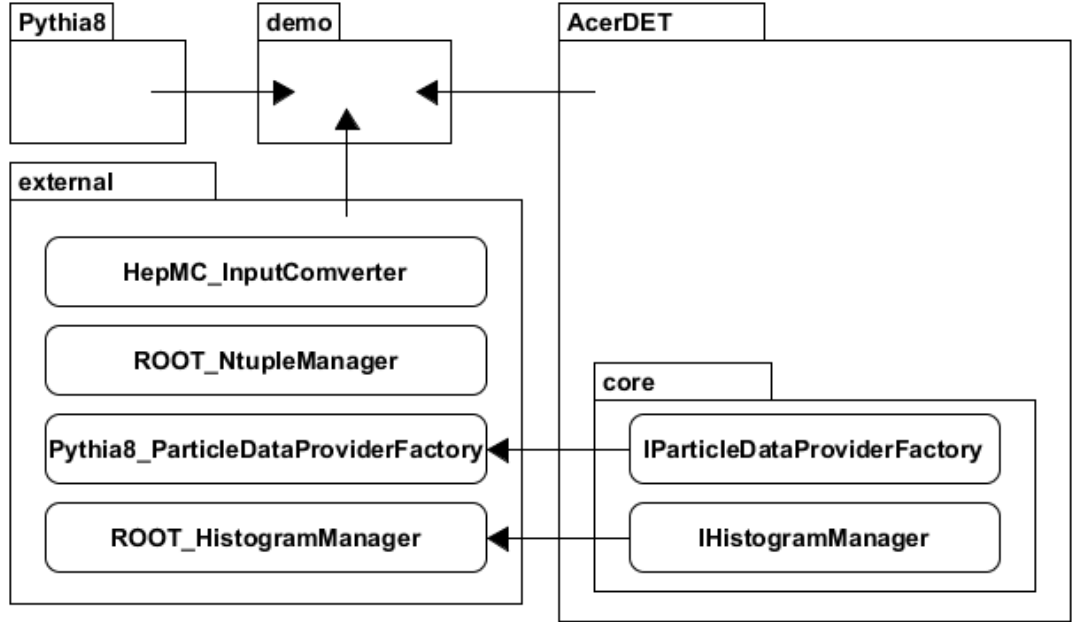 Pythia8
demo
AcerDET
external
HepMC_InputComverter
ROOT_NtupleManager
Pythia8_ParticleDataProviderFactory
ROOT_HistogramManager
core
IParticleDataProviderFactory
IHistogramManager